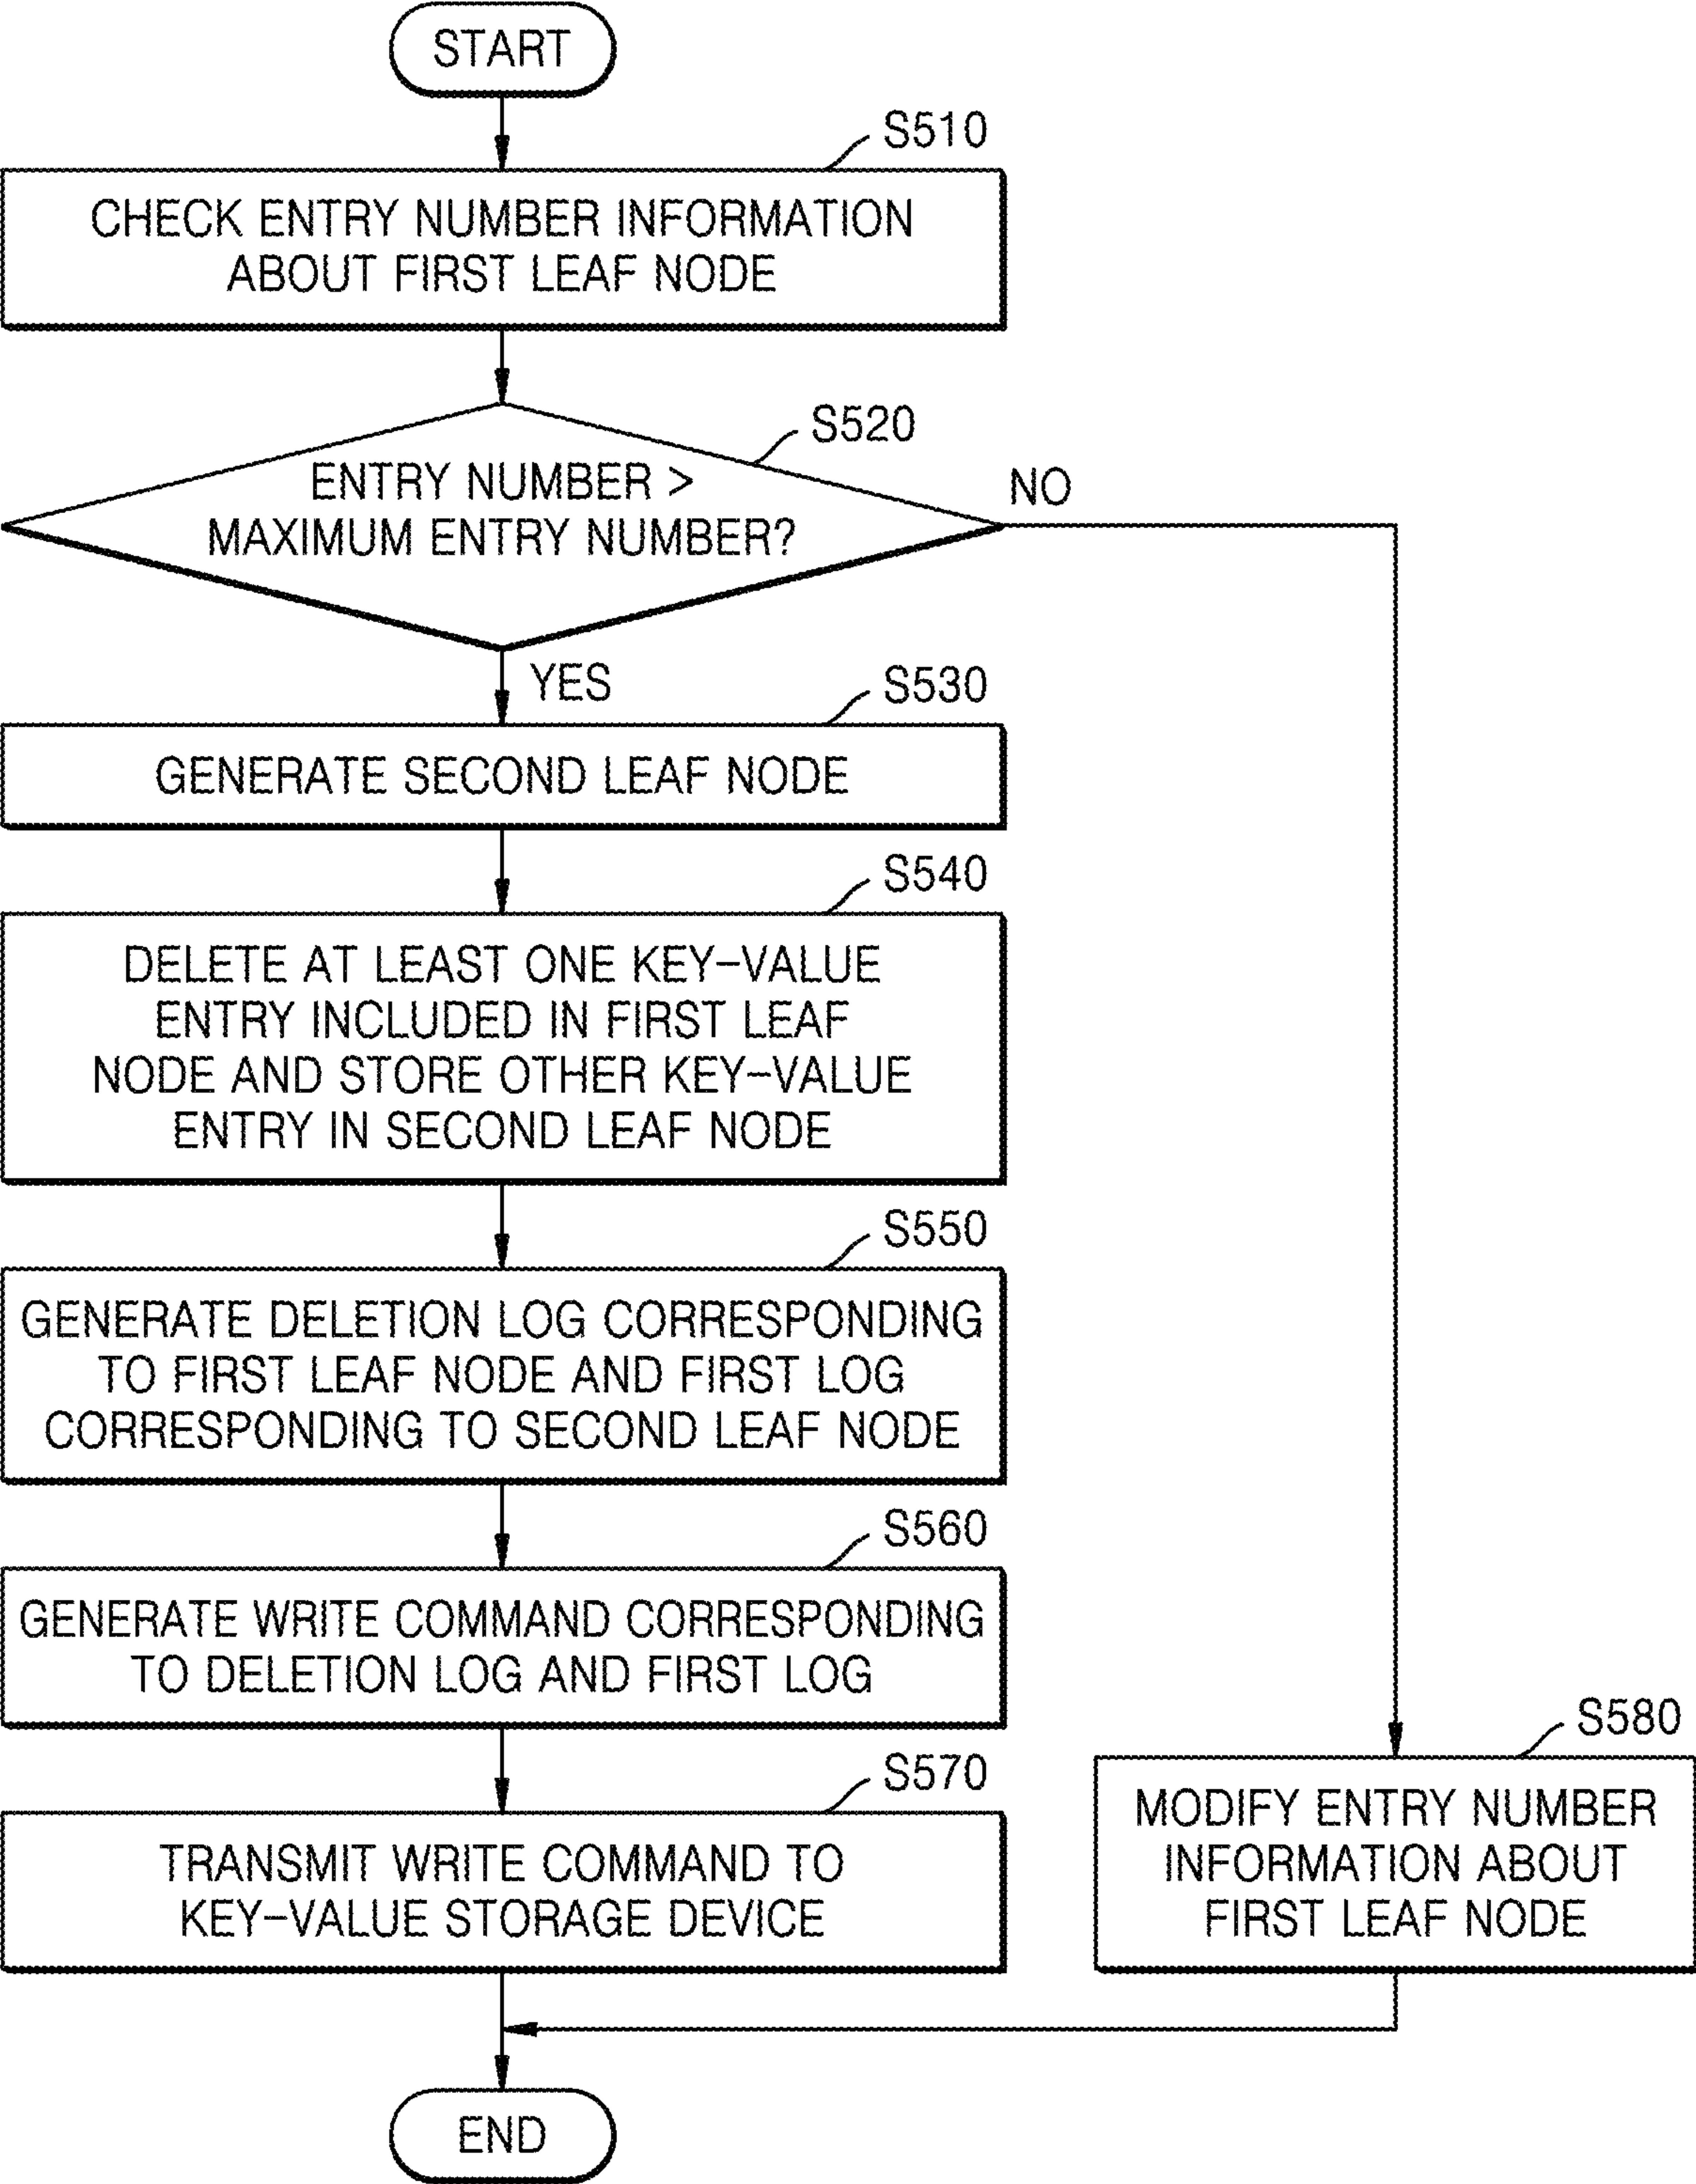 START
S510
CHECK ENTRY NUMBER INFORMATION
ABOUT FIRST LEAF NODE
S520
ENTRY NUMBER >
MAXIMUM ENTRY NUMBER?
NO
YES
S530
GENERATE SECOND LEAF NODE
S540
DELETE AT LEAST ONE KEY–VALUE
ENTRY INCLUDED IN FIRST LEAF
NODE AND STORE OTHER KEY–VALUE
ENTRY IN SECOND LEAF NODE
S550
GENERATE DELETION LOG CORRESPONDING
TO FIRST LEAF NODE AND FIRST LOG
CORRESPONDING TO SECOND LEAF NODE
S560
GENERATE WRITE COMMAND CORRESPONDING
TO DELETION LOG AND FIRST LOG
S570
TRANSMIT WRITE COMMAND TO
KEY–VALUE STORAGE DEVICE
S580
MODIFY ENTRY NUMBER
INFORMATION ABOUT
FIRST LEAF NODE
END